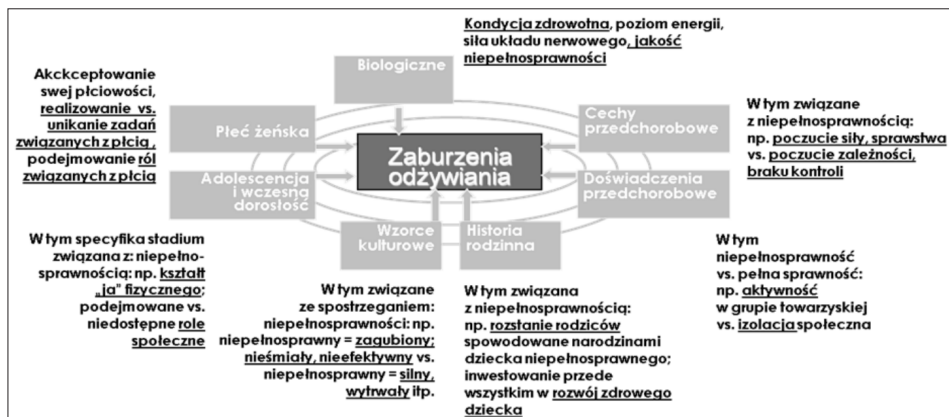 Kondycja zdrowotna, poziom energii,
siła układu nerwowego, jakość
niepełnosprawności
Biologiczne
Akckceptowanie
swej płciowości,
realizowanie vs.
unikanie zadań
związanych z płcią ,
podejmowanie ról
związanych z płcią
Płeć żeńska
Cechy
przedchorobowe
W tym związane
z niepełnosprawnością:
np. poczucie siły, sprawstwa
vs. poczucie zależności,
braku kontroli
Zaburzenia
odżywiania
Adolescencja
i wczesną
dorosłość
Doświadczenia
przedchorobowe
Wzorce
kulturowe
Historia
rodzinna
W tym specyfika stadium
związana z: niepełno-
sprawnością: np. kształt
„ja" fizycznego;
podejmowane vs.
niedostępne role
społeczne
W tym związane
ze spostrzeganiem:
niepełnosprawności: np.
niepełnosprawny = zagubiony;
nieśmiały, nieefektywny vs.
niepełnosprawny = silny,
wytrwały itp.
W tym związana
z niepełnosprawnością:
np. rozstanie rodziców
spowodowane narodzinami
dziecka niepełnosprawnego;
inwestowanie przede
wszystkim w rozwój zdrowego
dziecka
W tym
niepełnosprawność
vs. pełna sprawność:
np. aktywność
w grupie towarzyskiej
vs. izolacja społeczna